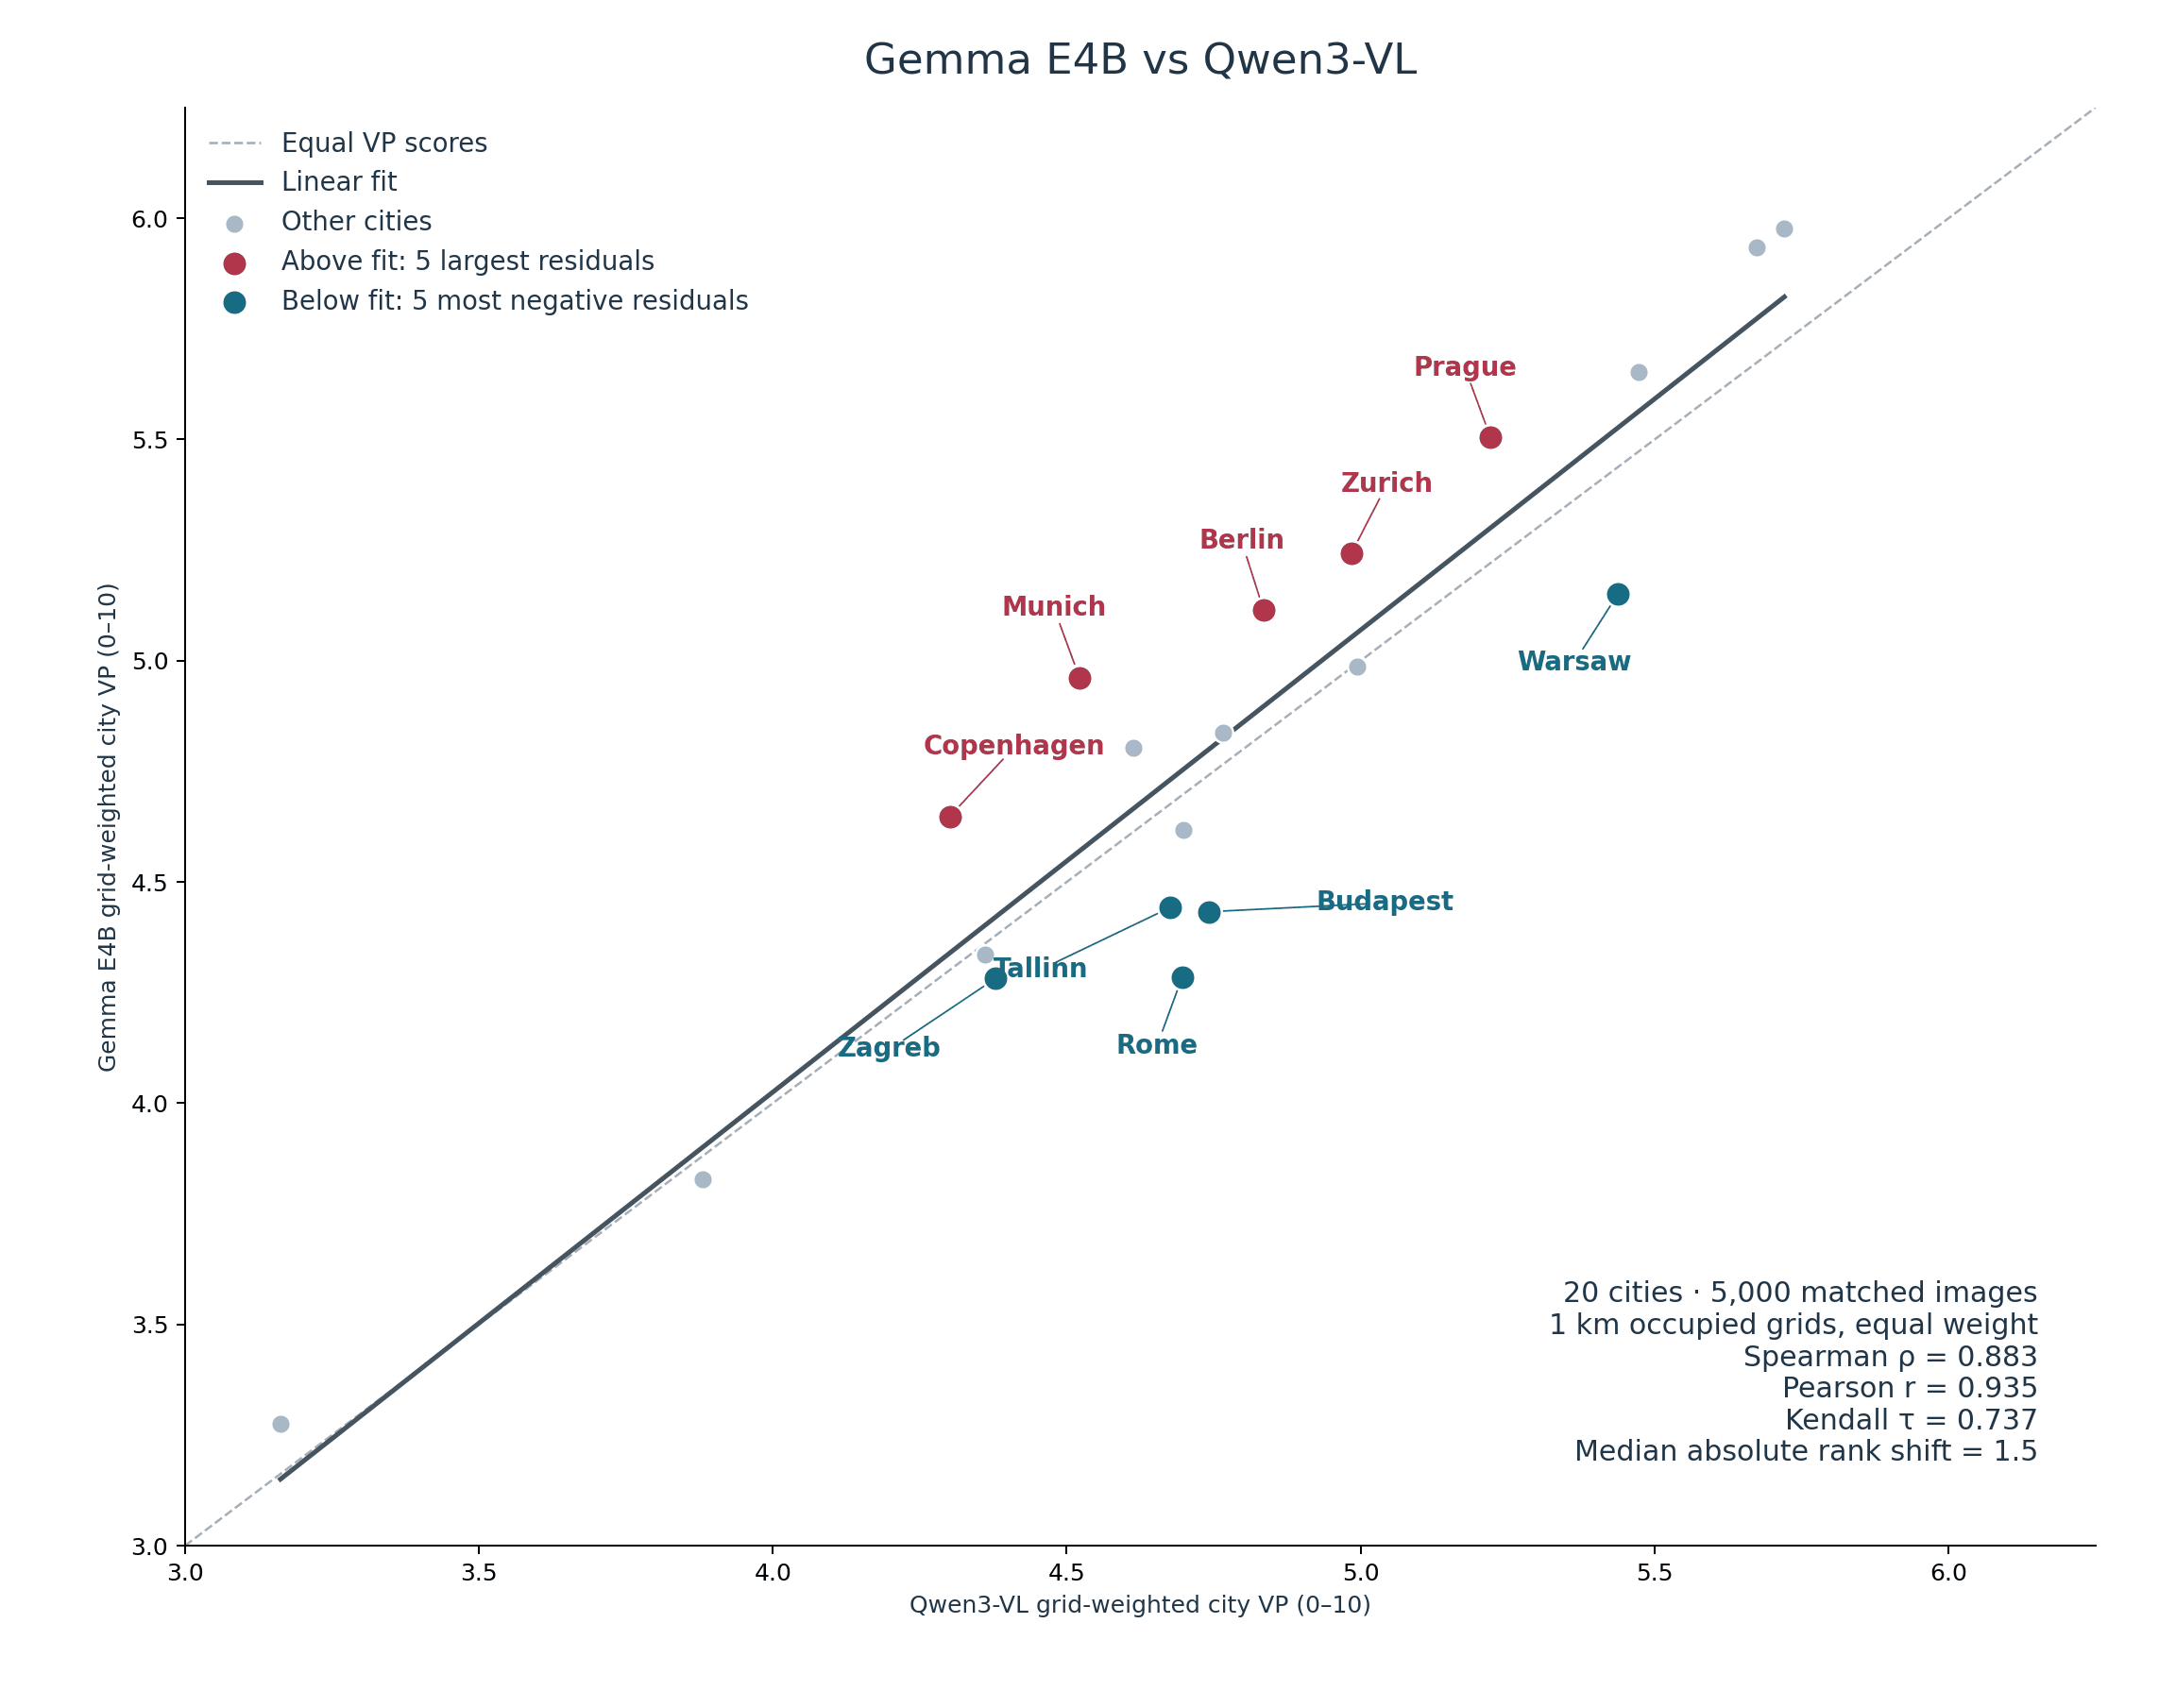 Gemma E4B vs Qwen3-VL
Equal VP scores
Linear fit
Other cities
Above fit: 5 largest residuals
Below fit: 5 most negative residuals
Gemma E4B grid-weighted city VP (0–10)
6.0
5.5
5.0
4.5
4.0
3.5
3.0
Prague
Zurich
Berlin
Munich
Warsaw
Copenhagen
Budapest
Tallinn
Zagreb
Rome
20 cities · 5,000 matched images
1 km occupied grids, equal weight
Spearman ρ = 0.883
Pearson r = 0.935
Kendall τ = 0.737
Median absolute rank shift = 1.5
3.0 3.5 4.0 4.5 5.0 5.5 6.0
Qwen3-VL grid-weighted city VP (0–10)